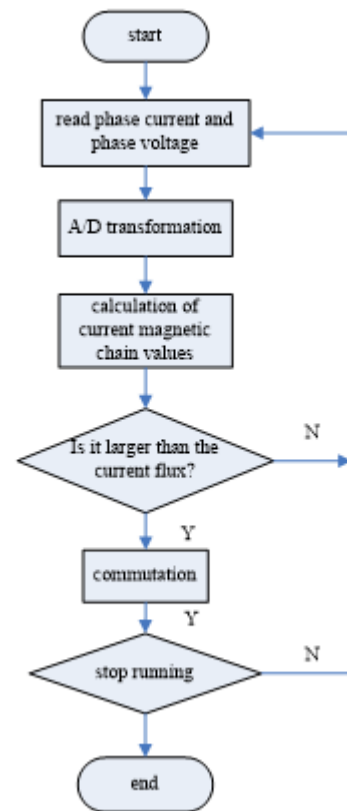 start
read phase current and
phase voltage
A/D transformation
calculation of
current magnetic
chain values
Is it larger than the
current flux?
N
Y
commutation
Y
stop running
N
end